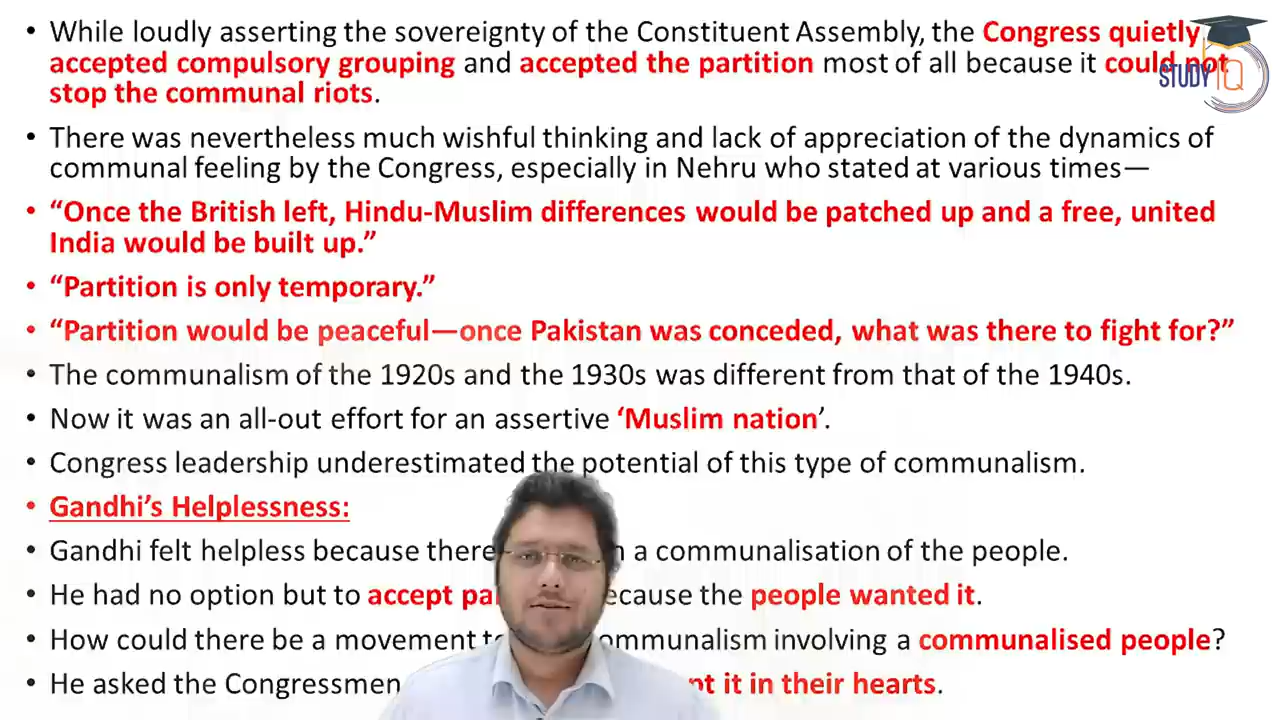 • While loudly asserting the sovereignty of the Constituent Assembly, the Congress quietly
accepted compulsory grouping and accepted the partition most of all because it could not
stop the communal riots.
STUDY IQ
• There was nevertheless much wishful thinking and lack of appreciation of the dynamics of
communal feeling by the Congress, especially in Nehru who stated at various times—
• “Once the British left, Hindu-Muslim differences would be patched up and a free, united
India would be built up.”
• “Partition is only temporary.”
• “Partition would be peaceful—once Pakistan was conceded, what was there to fight for?”
• The communalism of the 1920s and the 1930s was different from that of the 1940s.
• Now it was an all-out effort for an assertive ‘Muslim nation’.
• Congress leadership underestimated the potential of this type of communalism.
• Gandhi’s Helplessness:
• Gandhi felt helpless because there a communalisation of the people.
• He had no option but to accept because the people wanted it.
• How could there be a movement communalism involving a communalised people?
• He asked the Congressmen it in their hearts.